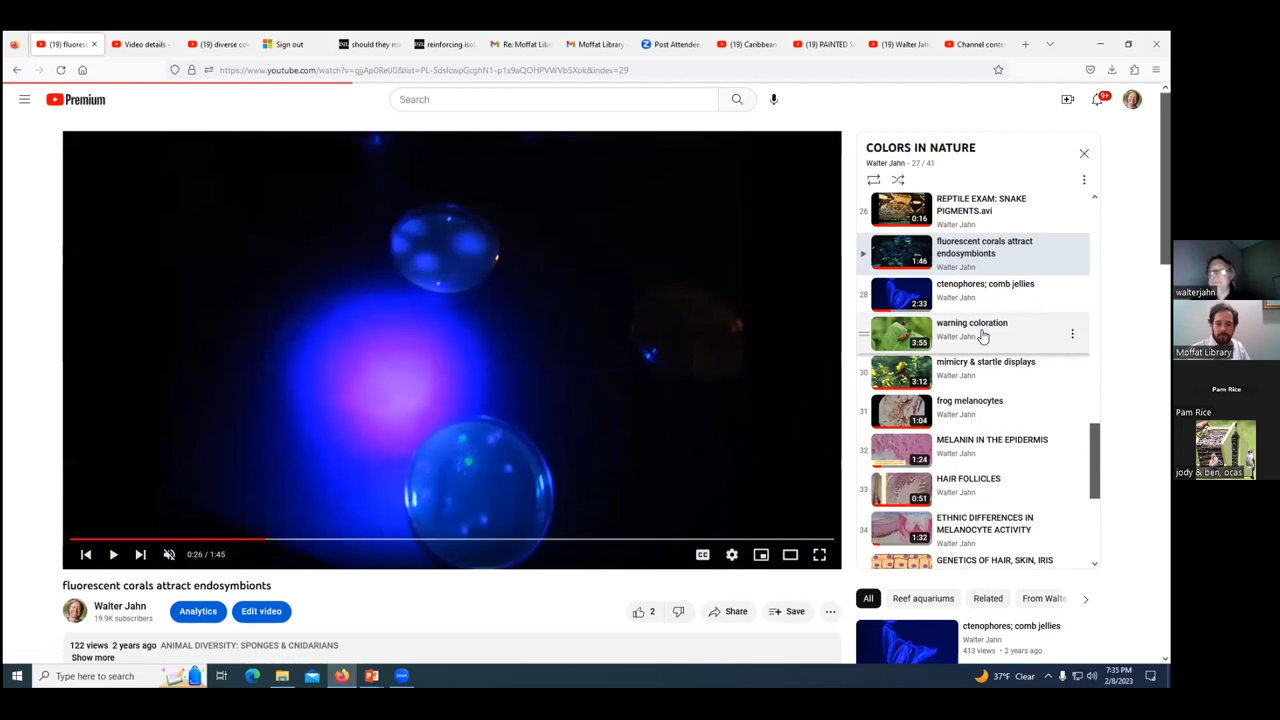 (19) fluoresc
Video details -
(19) diverse co
Sign out
should they m
reinforcing iso
Re: Moffat Lib
Moffat Library
Post Attendee
(19) Caribbean
(19) PAINTED S
(19) Walter Jah
Channel conte
https://www.youtube.com/watch?v=gjjAp0ReIJ0&list=PL-SdsIcwpGcghN1-p1s9aQOHPVWVb5Xok&index=29
Premium
Search
9+
COLORS IN NATURE
Walter Jahn - 27 / 41
26
0:16
REPTILE EXAM: SNAKE
PIGMENTS.avi
Walter Jahn
1:46
fluorescent corals attract
endosymbionts
Walter Jahn
28
2:33
ctenophores; comb jellies
Walter Jahn
3:55
warning coloration
Walter Jahn
30
3:12
mimicry & startle displays
Walter Jahn
31
1:04
frog melanocytes
Walter Jahn
32
1:24
MELANIN IN THE EPIDERMIS
Walter Jahn
33
0:51
HAIR FOLLICLES
Walter Jahn
34
1:32
ETHNIC DIFFERENCES IN
MELANOCYTE ACTIVITY
Walter Jahn
GENETICS OF HAIR, SKIN, IRIS
0:26 / 1:45
CC
fluorescent corals attract endosymbionts
Walter Jahn
19.9K subscribers
Analytics
Edit video
2
Share
Save
122 views 2 years ago ANIMAL DIVERSITY: SPONGES & CNIDARIANS
Show more
All
Reef aquariums
Related
From Walte
ctenophores; comb jellies
Walter Jahn
413 views • 2 years ago
walterjahn
Moffat Library
Pam Rice
Pam Rice
jody & ben, ocas
Type here to search
37°F Clear
7:35 PM
2/8/2023